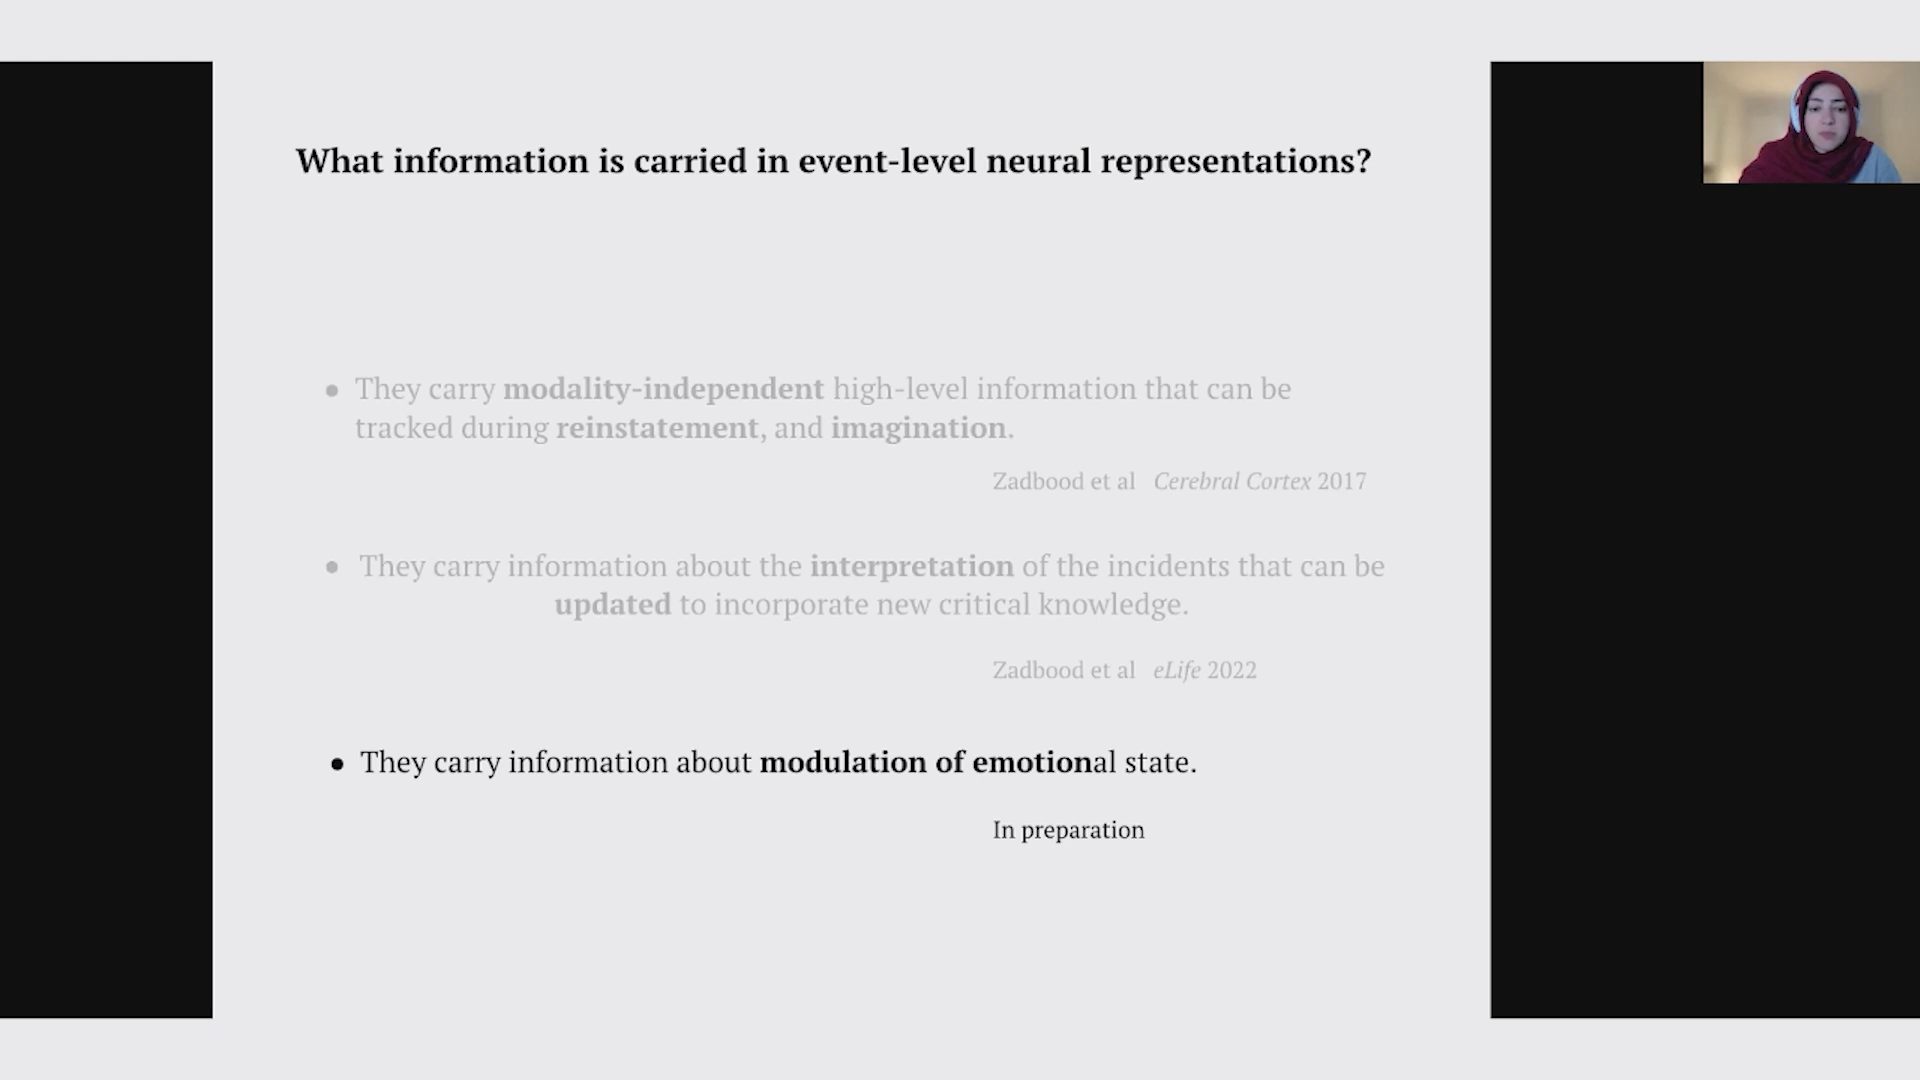 What information is carried in event-level neural representations?
• They carry modality-independent high-level information that can be
tracked during reinstatement, and imagination.
Zadbood et al Cerebral Cortex 2017
• They carry information about the interpretation of the incidents that can be
updated to incorporate new critical knowledge.
Zadbood et al eLife 2022
• They carry information about modulation of emotional state.
In preparation